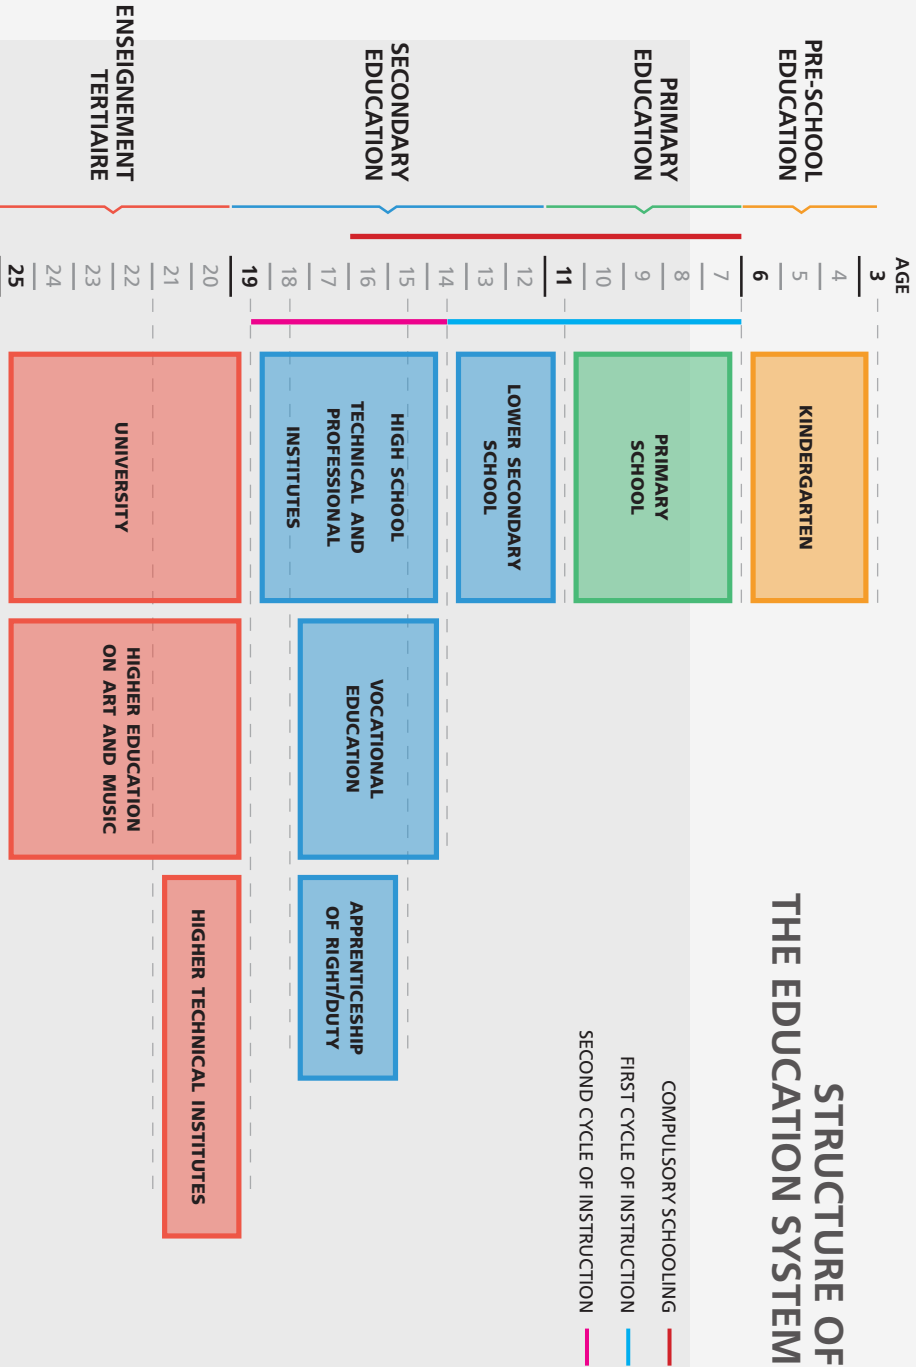 STRUCTURE OF
THE EDUCATION SYSTEM
COMPULSORY SCHOOLING
FIRST CYCLE OF INSTRUCTION
SECOND CYCLE OF INSTRUCTION
AGE
PRE-SCHOOL
EDUCATION
3
4
5
6
KINDERGARTEN
PRIMARY
EDUCATION
7
8
9
10
11
PRIMARY
SCHOOL
SECONDARY
EDUCATION
12
13
14
15
16
17
18
19
LOWER SECONDARY
SCHOOL
HIGH SCHOOL
TECHNICAL AND
PROFESSIONAL
INSTITUTES
VOCATIONAL
EDUCATION
APPRENTICESHIP
OF RIGHT/DUTY
ENSEIGNEMENT
TERTIAIRE
20
21
22
23
24
25
UNIVERSITY
HIGHER EDUCATION
ON ART AND MUSIC
HIGHER TECHNICAL INSTITUTES